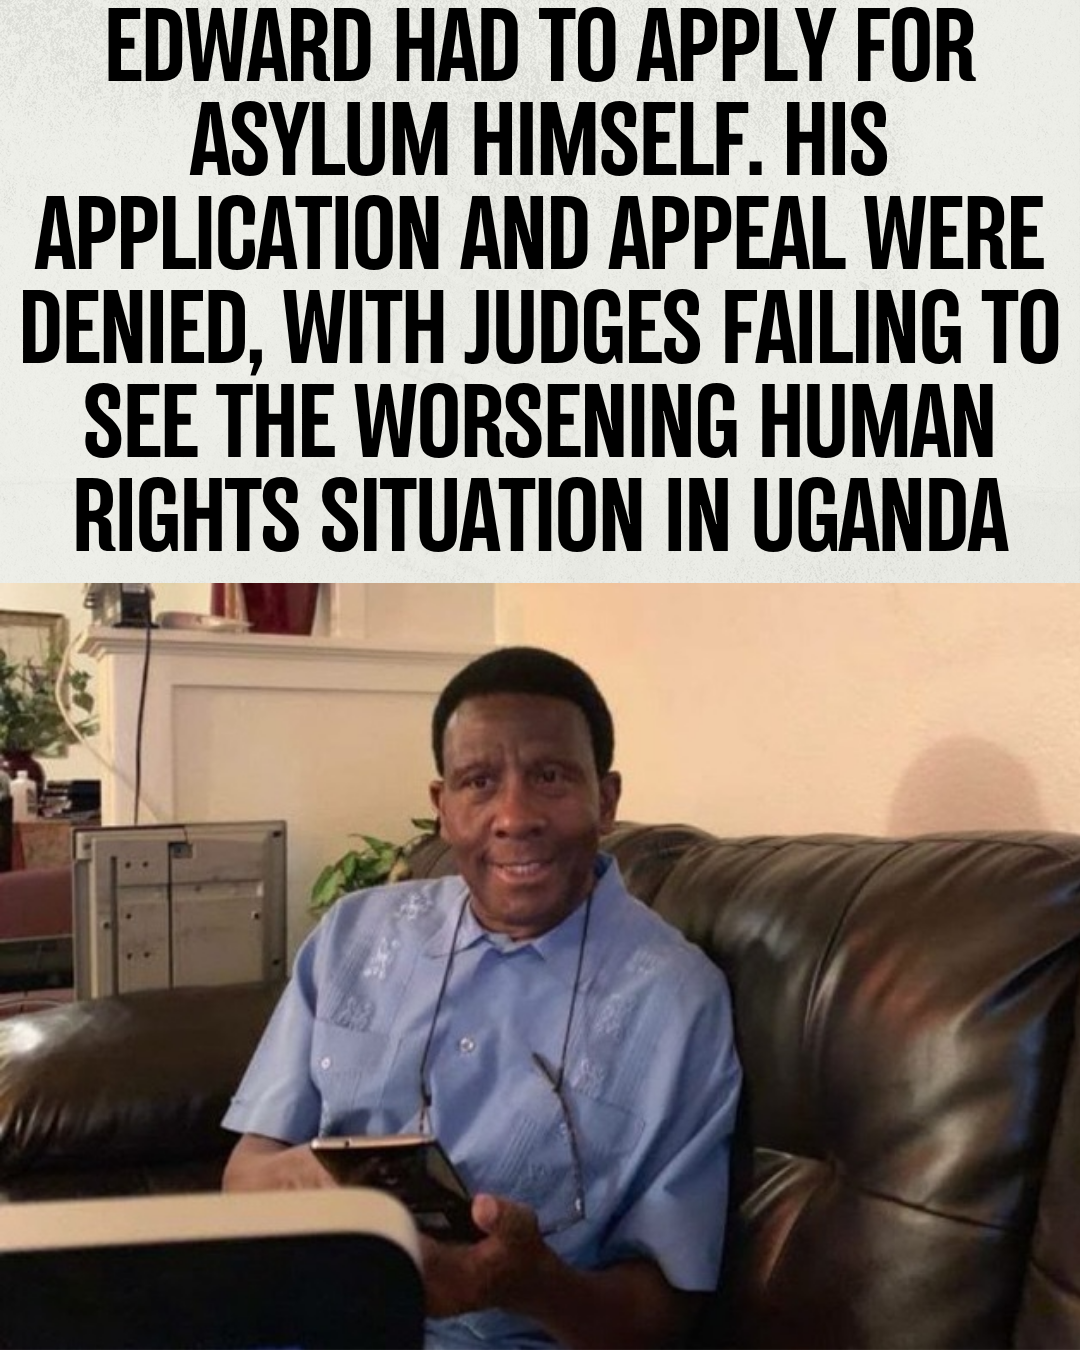 EDWARD HAD TO APPLY FOR
ASYLUM HIMSELF. HIS
APPLICATION AND APPEAL WERE
DENIED, WITH JUDGES FAILING TO
SEE THE WORSENING HUMAN
RIGHTS SITUATION IN UGANDA